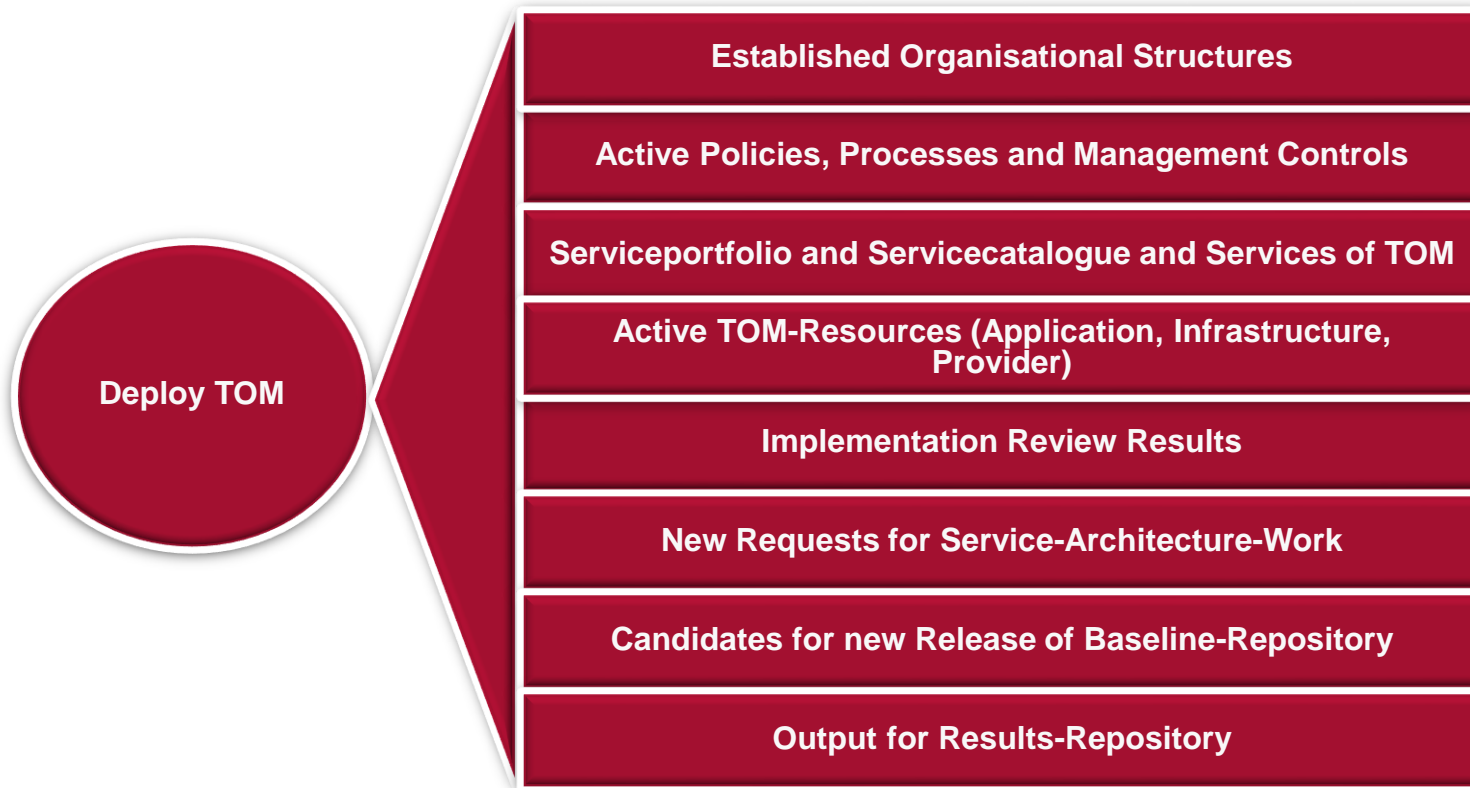 Established Organisational Structures
Active Policies, Processes and Management Controls
Serviceportfolio and Servicecatalogue and Services of TOM
Active TOM-Resources (Application, Infrastructure,
Provider)
Deploy TOM
Implementation Review Results
New Requests for Service-Architecture-Work
Candidates for new Release of Baseline-Repository
Output for Results-Repository